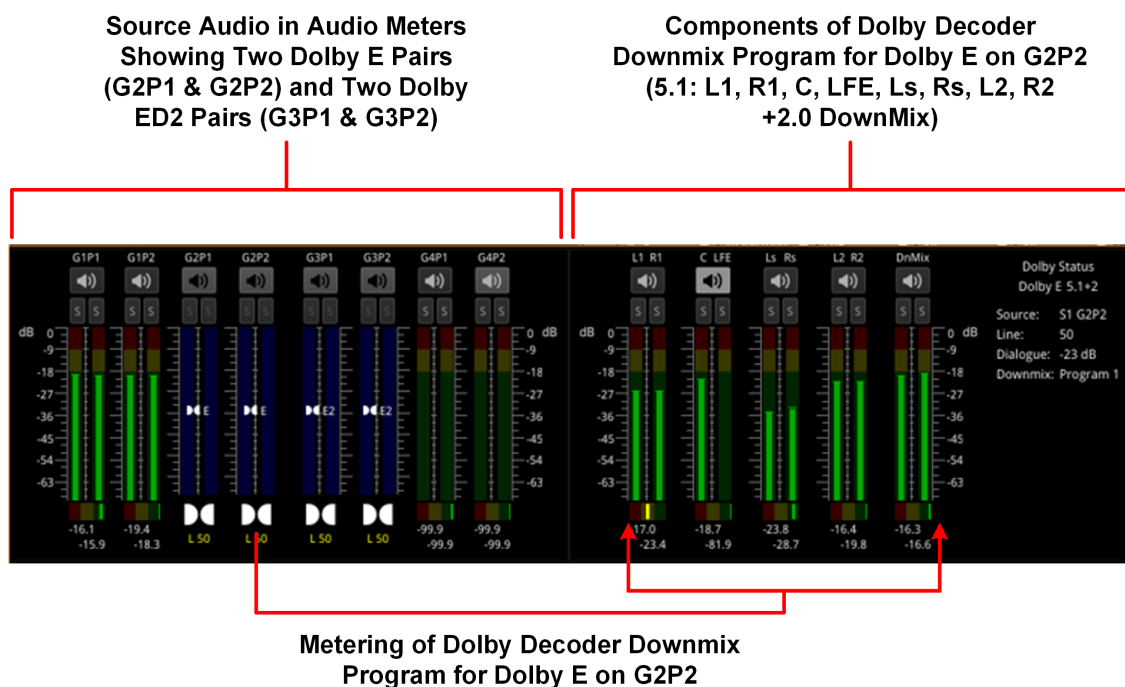 Source Audio in Audio Meters
Showing Two Dolby E Pairs
(G2P1 & G2P2) and Two Dolby
ED2 Pairs (G3P1 & G3P2)
Components of Dolby Decoder
Downmix Program for Dolby E on G2P2
(5.1: L1, R1, C, LFE, Ls, Rs, L2, R2
+2.0 DownMix)
G1P1 G1P2 G2P1 G2P2 G3P1 G3P2 G4P1 G4P2
L1 R1 C LFE Ls Rs L2 R2 DnMix
S S S S S S S S S S S S S S S S
S S S S S S S S S S
Dolby Status
Dolby E 5.1+2
Source: S1 G2P2
Line: 50
Dialogue: -23 dB
Downmix: Program 1
dB 0 0 dB dB 0 0 dB
-9 -9 -9 -9
-18 -18 -18 -18
-27 -27 -27 -27
-36 E E E2 E2 -36 -36 -36
-45 -45 -45 -45
-54 -54 -54 -54
-63 -63 -63 -63
-16.1 -19.4 -99.9 -99.9 -17.0 -18.7 -23.8 -16.4 -16.3
-15.9 -18.3 L 50 L 50 L 50 L 50 -99.9 -99.9 -23.4 -81.9 -28.7 -19.8 -16.6
Metering of Dolby Decoder Downmix
Program for Dolby E on G2P2